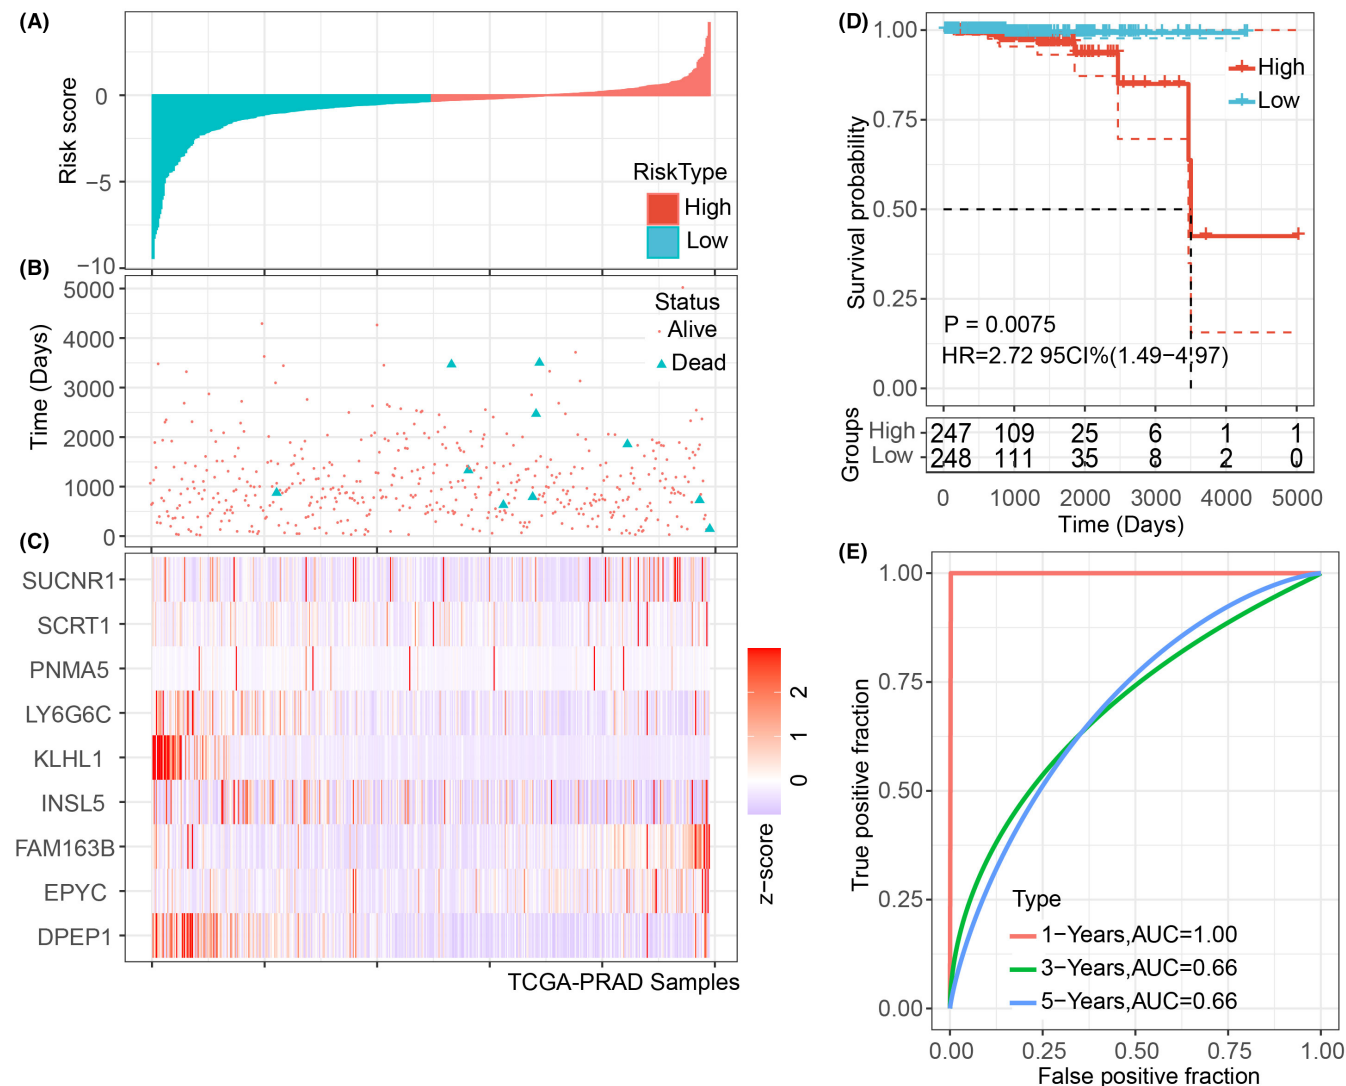 (A)
Risk score
0
−5
−10
RiskType
High
Low
(B)
Time (Days)
5000
4000
3000
2000
1000
0
Status
Alive
Dead
(C)
SUCNR1
SCRT1
PNMA5
LY6G6C
KLHL1
INSL5
FAM163B
EPYC
DPEP1
2
1
0
z−score
TCGA-PRAD Samples
(D)
Survival probability
1.00
0.75
0.50
0.25
0.00
High
Low
P = 0.0075
HR=2.72 95CI%(1.49−4.97)
Groups
High 247 109 25 6 1 1
Low 248 111 35 8 2 0
0 1000 2000 3000 4000 5000
Time (Days)
(E)
True positive fraction
1.00
0.75
0.50
0.25
0.00
Type
1−Years,AUC=1.00
3−Years,AUC=0.66
5−Years,AUC=0.66
0.00 0.25 0.50 0.75 1.00
False positive fraction